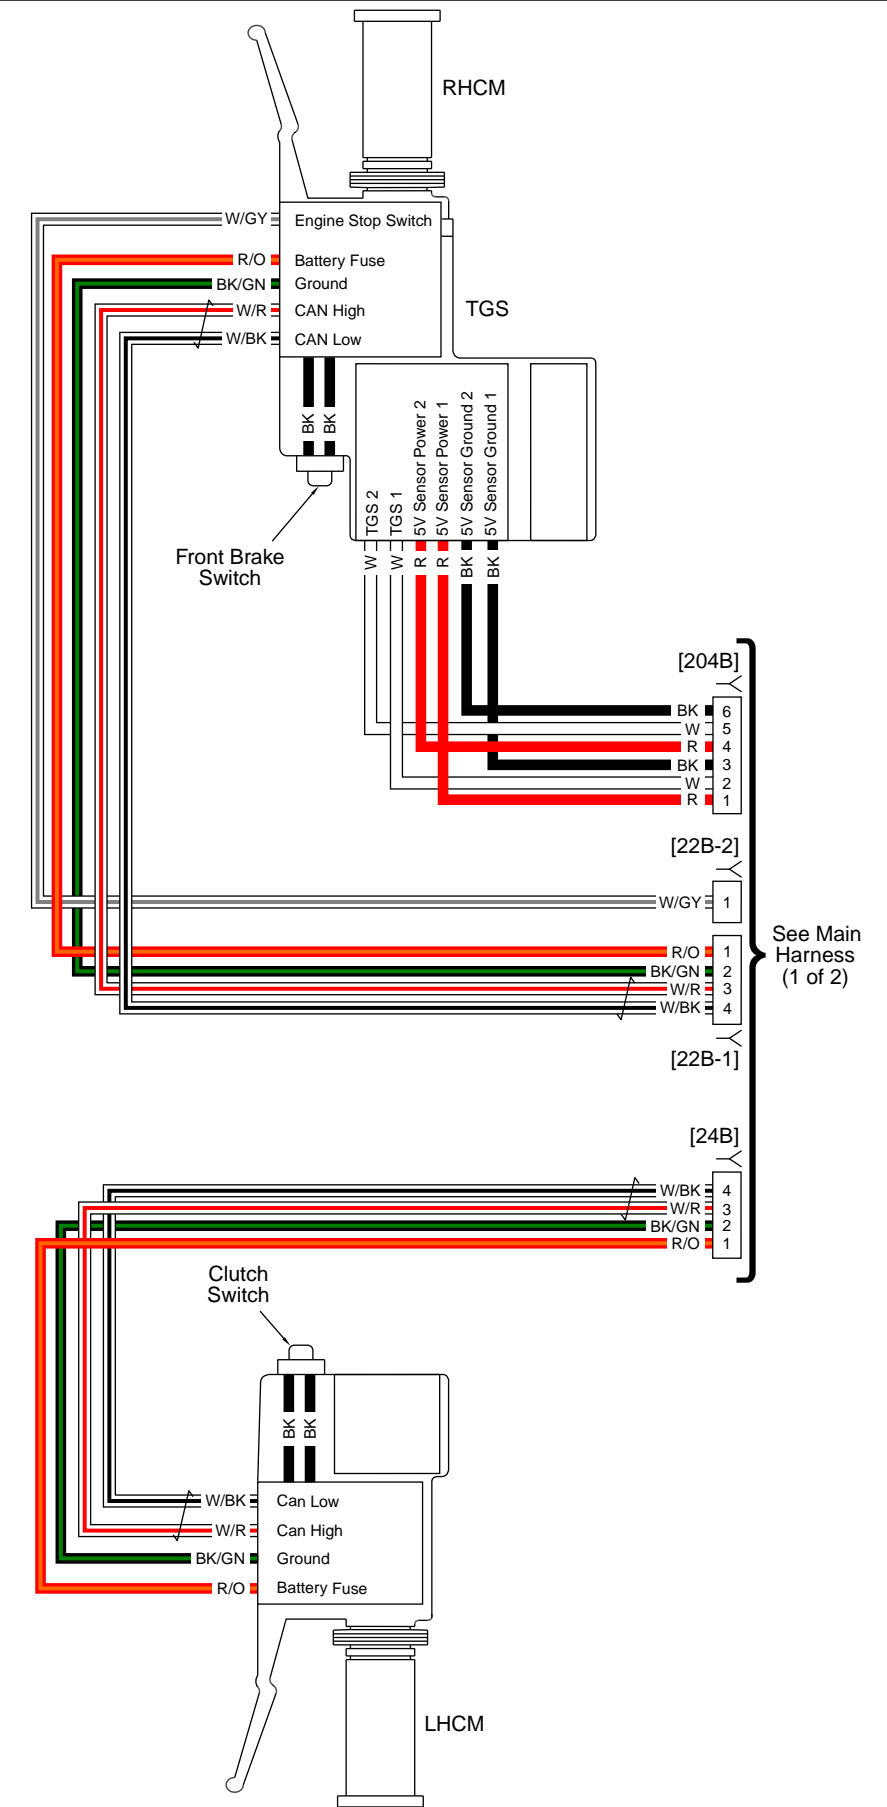 RHCM
W/GY Engine Stop Switch
R/O Battery Fuse
BK/GN Ground
W/R CAN High
W/BK CAN Low
TGS
BK BK
TGS 2
TGS 1
5V Sensor Power 2
5V Sensor Power 1
5V Sensor Ground 2
5V Sensor Ground 1
W W R R BK BK
Front Brake
Switch
[204B]
BK 6
W 5
R 4
BK 3
W 2
R 1
[22B-2]
W/GY 1
R/O 1
BK/GN 2
W/R 3
W/BK 4
[22B-1]
See Main
Harness
(1 of 2)
[24B]
W/BK 4
W/R 3
BK/GN 2
R/O 1
Clutch
Switch
BK BK
W/BK Can Low
W/R Can High
BK/GN Ground
R/O Battery Fuse
LHCM